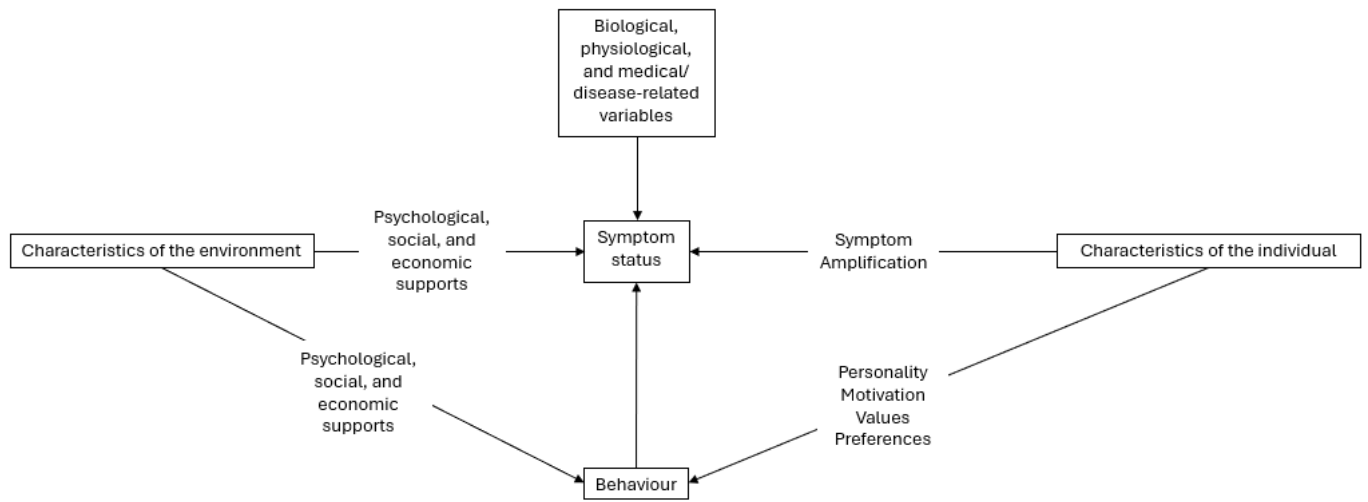 Biological,
physiological,
and medical/
disease-related
variables
Characteristics of the environment
Psychological,
social, and
economic
supports
Symptom
status
Symptom
Amplification
Characteristics of the individual
Psychological,
social, and
economic
supports
Personality
Motivation
Values
Preferences
Behaviour